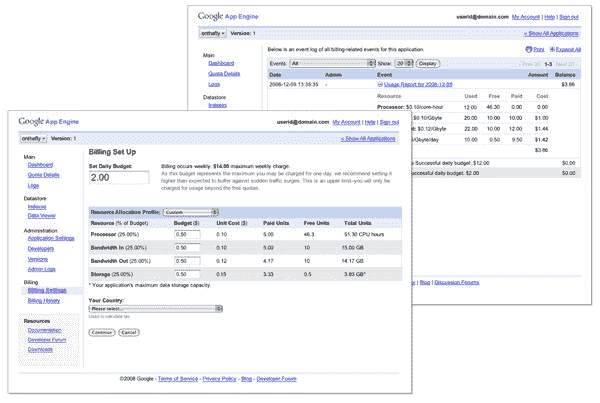 Google App Engine
userid@domain.com My Account | Help | Sign out
onthefly Version: 1
« Show All Applications
Main
Dashboard
Quota Details
Logs
Datastore
Indexes
Below is an event log of all billing-related events for this application.
Print Expand All
Events: All Show: 20 Display
Prev 20 1-3 Next 20
Date Admin Event Amount Balance
2008-12-09 13:35:35 - Usage Report for 2008-12-09 $3.86
Resource Used Free Paid Cost
Processor: $0.10/core-hour 12.00 46.30 0.00 0.00
$0.10/Gbyte 20.00 10.00 10.00 $1.00
$0.12/Gbyte 22.00 10.00 12.00 $1.44
/Gbyte/day 10.00 0.50 9.50 $1.42
$3.86
Successful daily budget: $12.00 $0.00
uccessful daily budget. $0.00 $0.00
| Blog | Discussion Forums
Google App Engine
userid@domain.com My Account | Help | Sign out
onthefly Version: 1
« Show All Applications
Main
Dashboard
Quota Details
Logs
Datastore
Indexes
Data Viewer
Administration
Application Settings
Developers
Versions
Admin Logs
Billing
Billing Settings
Billing History
Resources
Documentation
Developer Forum
Downloads
Billing Set Up
Set Daily Budget:
2.00
Billing occurs weekly. $14.00 maximum weekly charge.
As this budget represents the maximum you may be charged for one day, we recommend setting it
higher than expected to buffer against sudden traffic surges. This is an upper limit–you will only be
charged for usage beyond the free quotas.
Resource Allocation Profile: Custom
Resource (% of Budget) Budget ($) Unit Cost ($) Paid Units Free Units Total Units
Processor (25.00%) 0.50 0.10 5.00 46.3 51.30 CPU hours
Bandwidth In (25.00%) 0.50 0.10 5.00 10 15.00 GB
Bandwidth Out (25.00%) 0.50 0.12 4.17 10 14.17 GB
Storage (25.00%) 0.50 0.15 3.33 0.5 3.83 GB*
* Your application's maximum data storage capacity.
Your Country:
Please select...
Used to calculate tax
Continue Cancel
©2008 Google - Terms of Service - Privacy Policy - Blog - Developer Forum